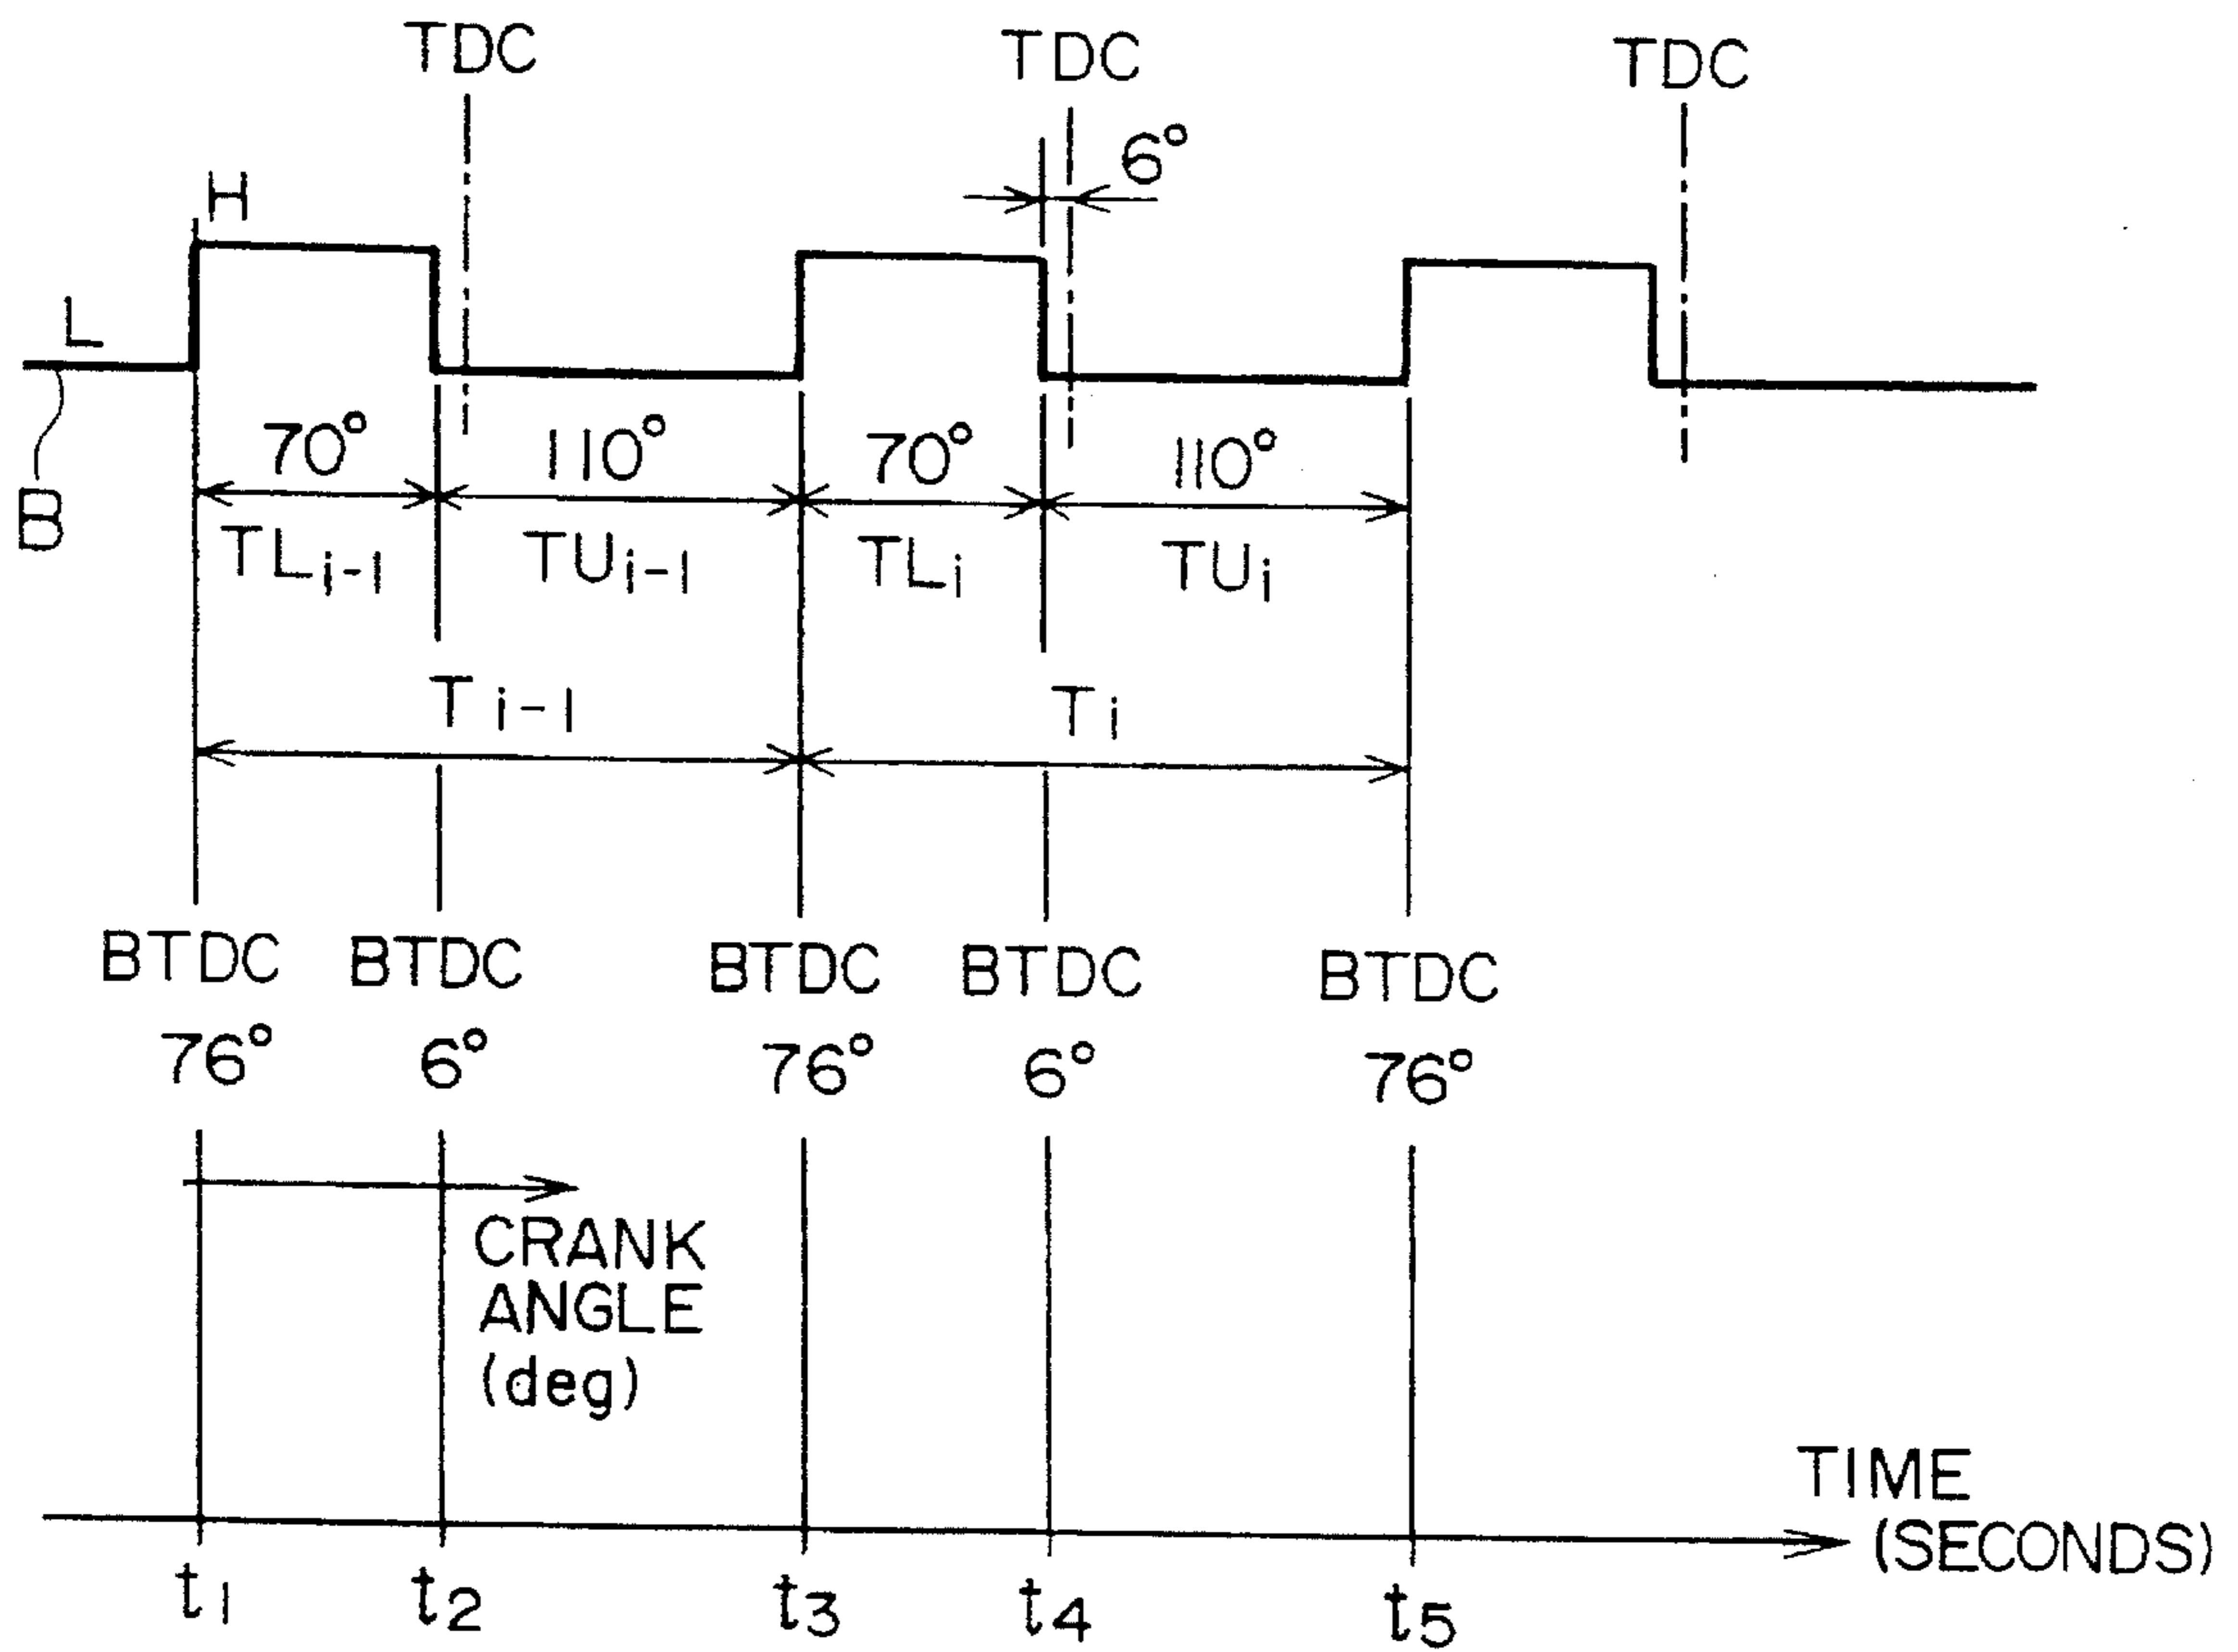 TDC TDC TDC
6°
H
L
70° 110° 70° 110°
B
TLi-1 TUi-1 TLi TUi
Ti-1 Ti
BTDC BTDC BTDC BTDC BTDC
76° 6° 76° 6° 76°
CRANK
ANGLE
(deg)
TIME
(SECONDS)
t1 t2 t3 t4 t5